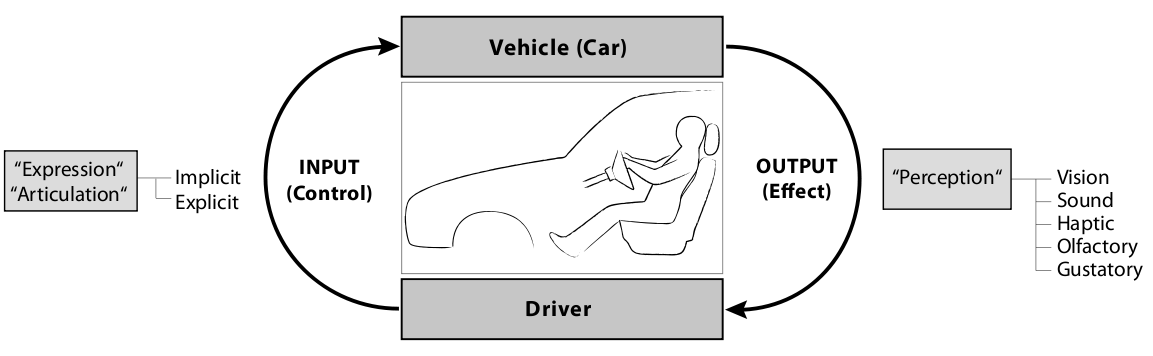 Vehicle (Car)
“Expression“
“Articulation“
Implicit
Explicit
INPUT
(Control)
OUTPUT
(Effect)
“Perception“
Vision
Sound
Haptic
Olfactory
Gustatory
Driver